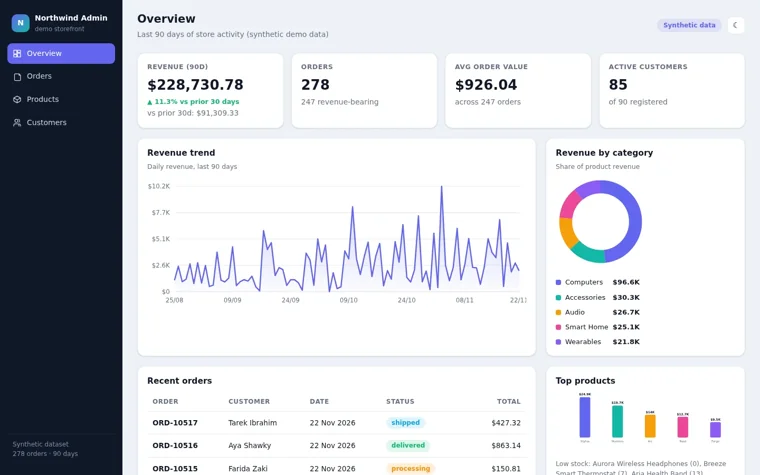 N
Northwind Admin
demo storefront
Overview
Orders
Products
Customers
Synthetic dataset
278 orders · 90 days
Overview
Last 90 days of store activity (synthetic demo data)
Synthetic data
REVENUE (90D)
$228,730.78
▲ 11.3% vs prior 30 days
vs prior 30d: $91,309.33
ORDERS
278
247 revenue-bearing
AVG ORDER VALUE
$926.04
across 247 orders
ACTIVE CUSTOMERS
85
of 90 registered
Revenue trend
Daily revenue, last 90 days
$10.2K
$7.7K
$5.1K
$2.6K
$0
25/08 09/09 24/09 09/10 24/10 08/11 22/11
Revenue by category
Share of product revenue
Computers $96.6K
Accessories $30.3K
Audio $26.7K
Smart Home $25.1K
Wearables $21.8K
Recent orders
ORDER CUSTOMER DATE STATUS TOTAL
ORD-10517 Tarek Ibrahim 22 Nov 2026 shipped $427.32
ORD-10516 Aya Shawky 22 Nov 2026 delivered $863.14
ORD-10515 Farida Zaki 22 Nov 2026 processing $150.81
Top products
Low stock: Aurora Wireless Headphones (0), Breeze
Smart Thermostat (7), Aria Health Band (13)